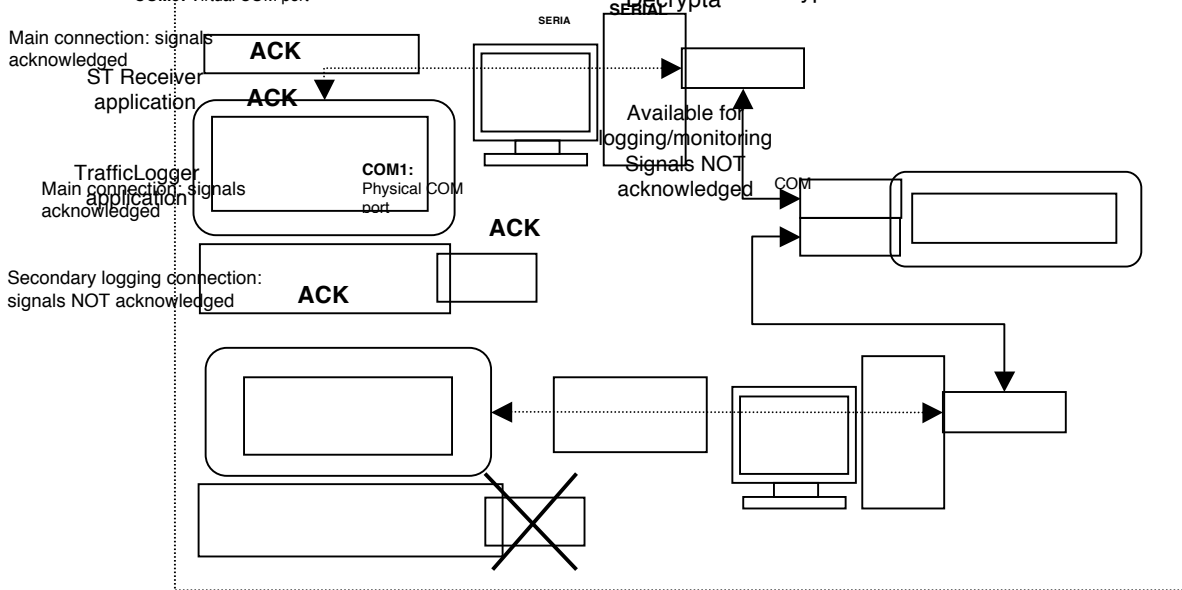 SERIA
SERIAL
Main connection: signals
acknowledged
ACK
ST Receiver
application
ACK
Available for
logging/monitoring
Signals NOT
acknowledged
TrafficLogger
application
COM1:
Physical COM
port
COM
Main connection: signals
acknowledged
ACK
Secondary logging connection:
signals NOT acknowledged
ACK